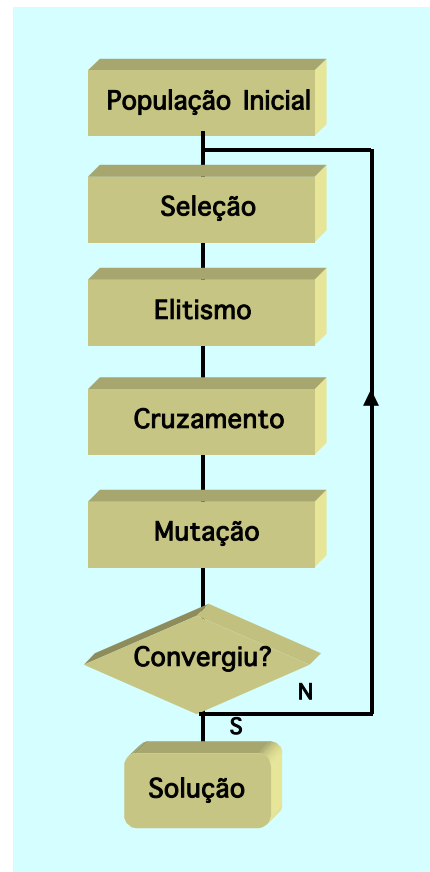 População Inicial
Seleção
Elitismo
Cruzamento
Mutação
Convergiu?
N
S
Solução